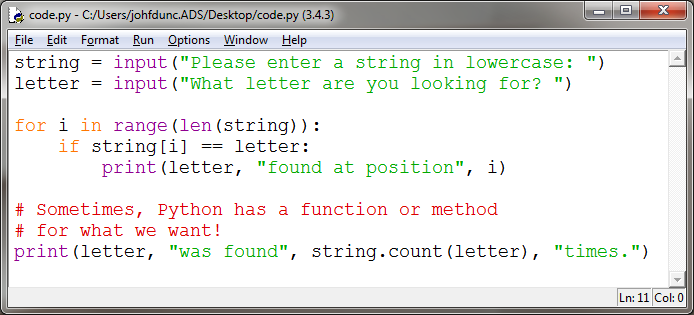 code.py - C:/Users/johfdunc.ADS/Desktop/code.py (3.4.3)
File Edit Format Run Options Window Help
string = input("Please enter a string in lowercase: ")
letter = input("What letter are you looking for? ")
for i in range(len(string)):
    if string[i] == letter:
        print(letter, "found at position", i)
# Sometimes, Python has a function or method
# for what we want!
print(letter, "was found", string.count(letter), "times.")
Ln: 11 Col: 0